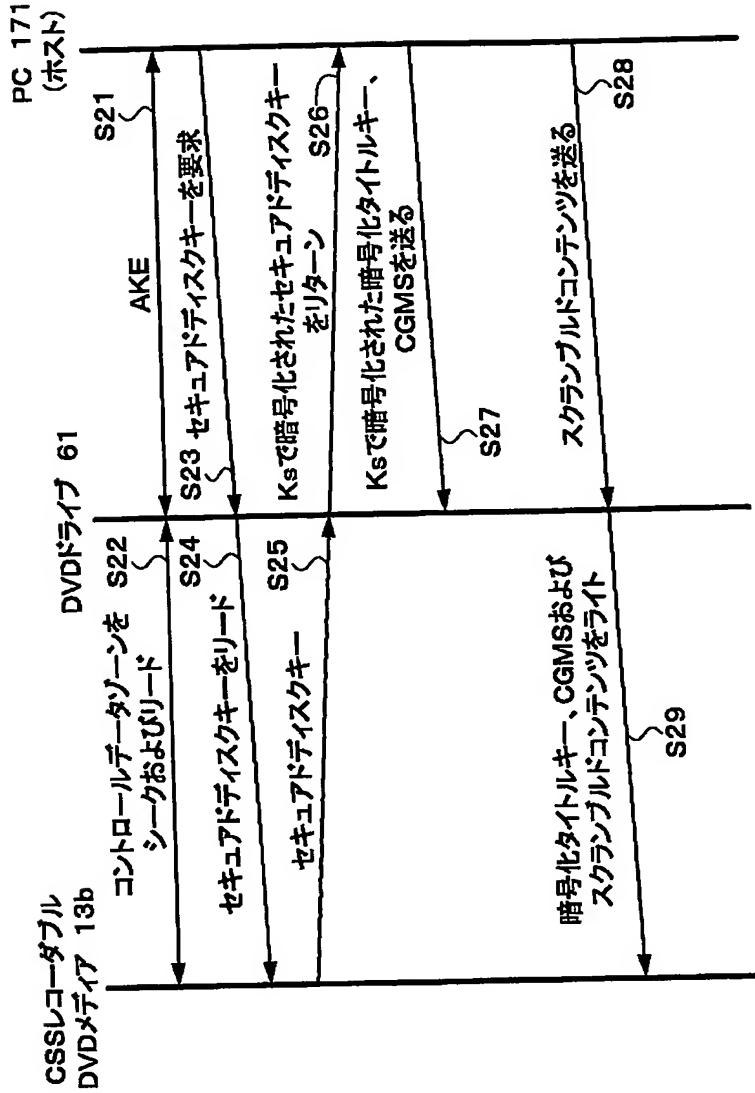 CSSレコーダブル
DVDメディア 13b
DVDドライブ 61
PC 171
(ホスト)
AKE
S21
コントロールデータゾーンを
シークおよびリード
S22
S23 セキュアドディスクキーを要求
S24
セキュアドディスクキーをリード
S25
セキュアドディスクキー
Ksで暗号化されたセキュアドディスクキー
をリターン
S26
Ksで暗号化された暗号化タイトルキー、
CGMSを送る
S27
スクランブルドコンテンツを送る
S28
暗号化タイトルキー、CGMSおよび
スクランブルドコンテンツをライト
S29